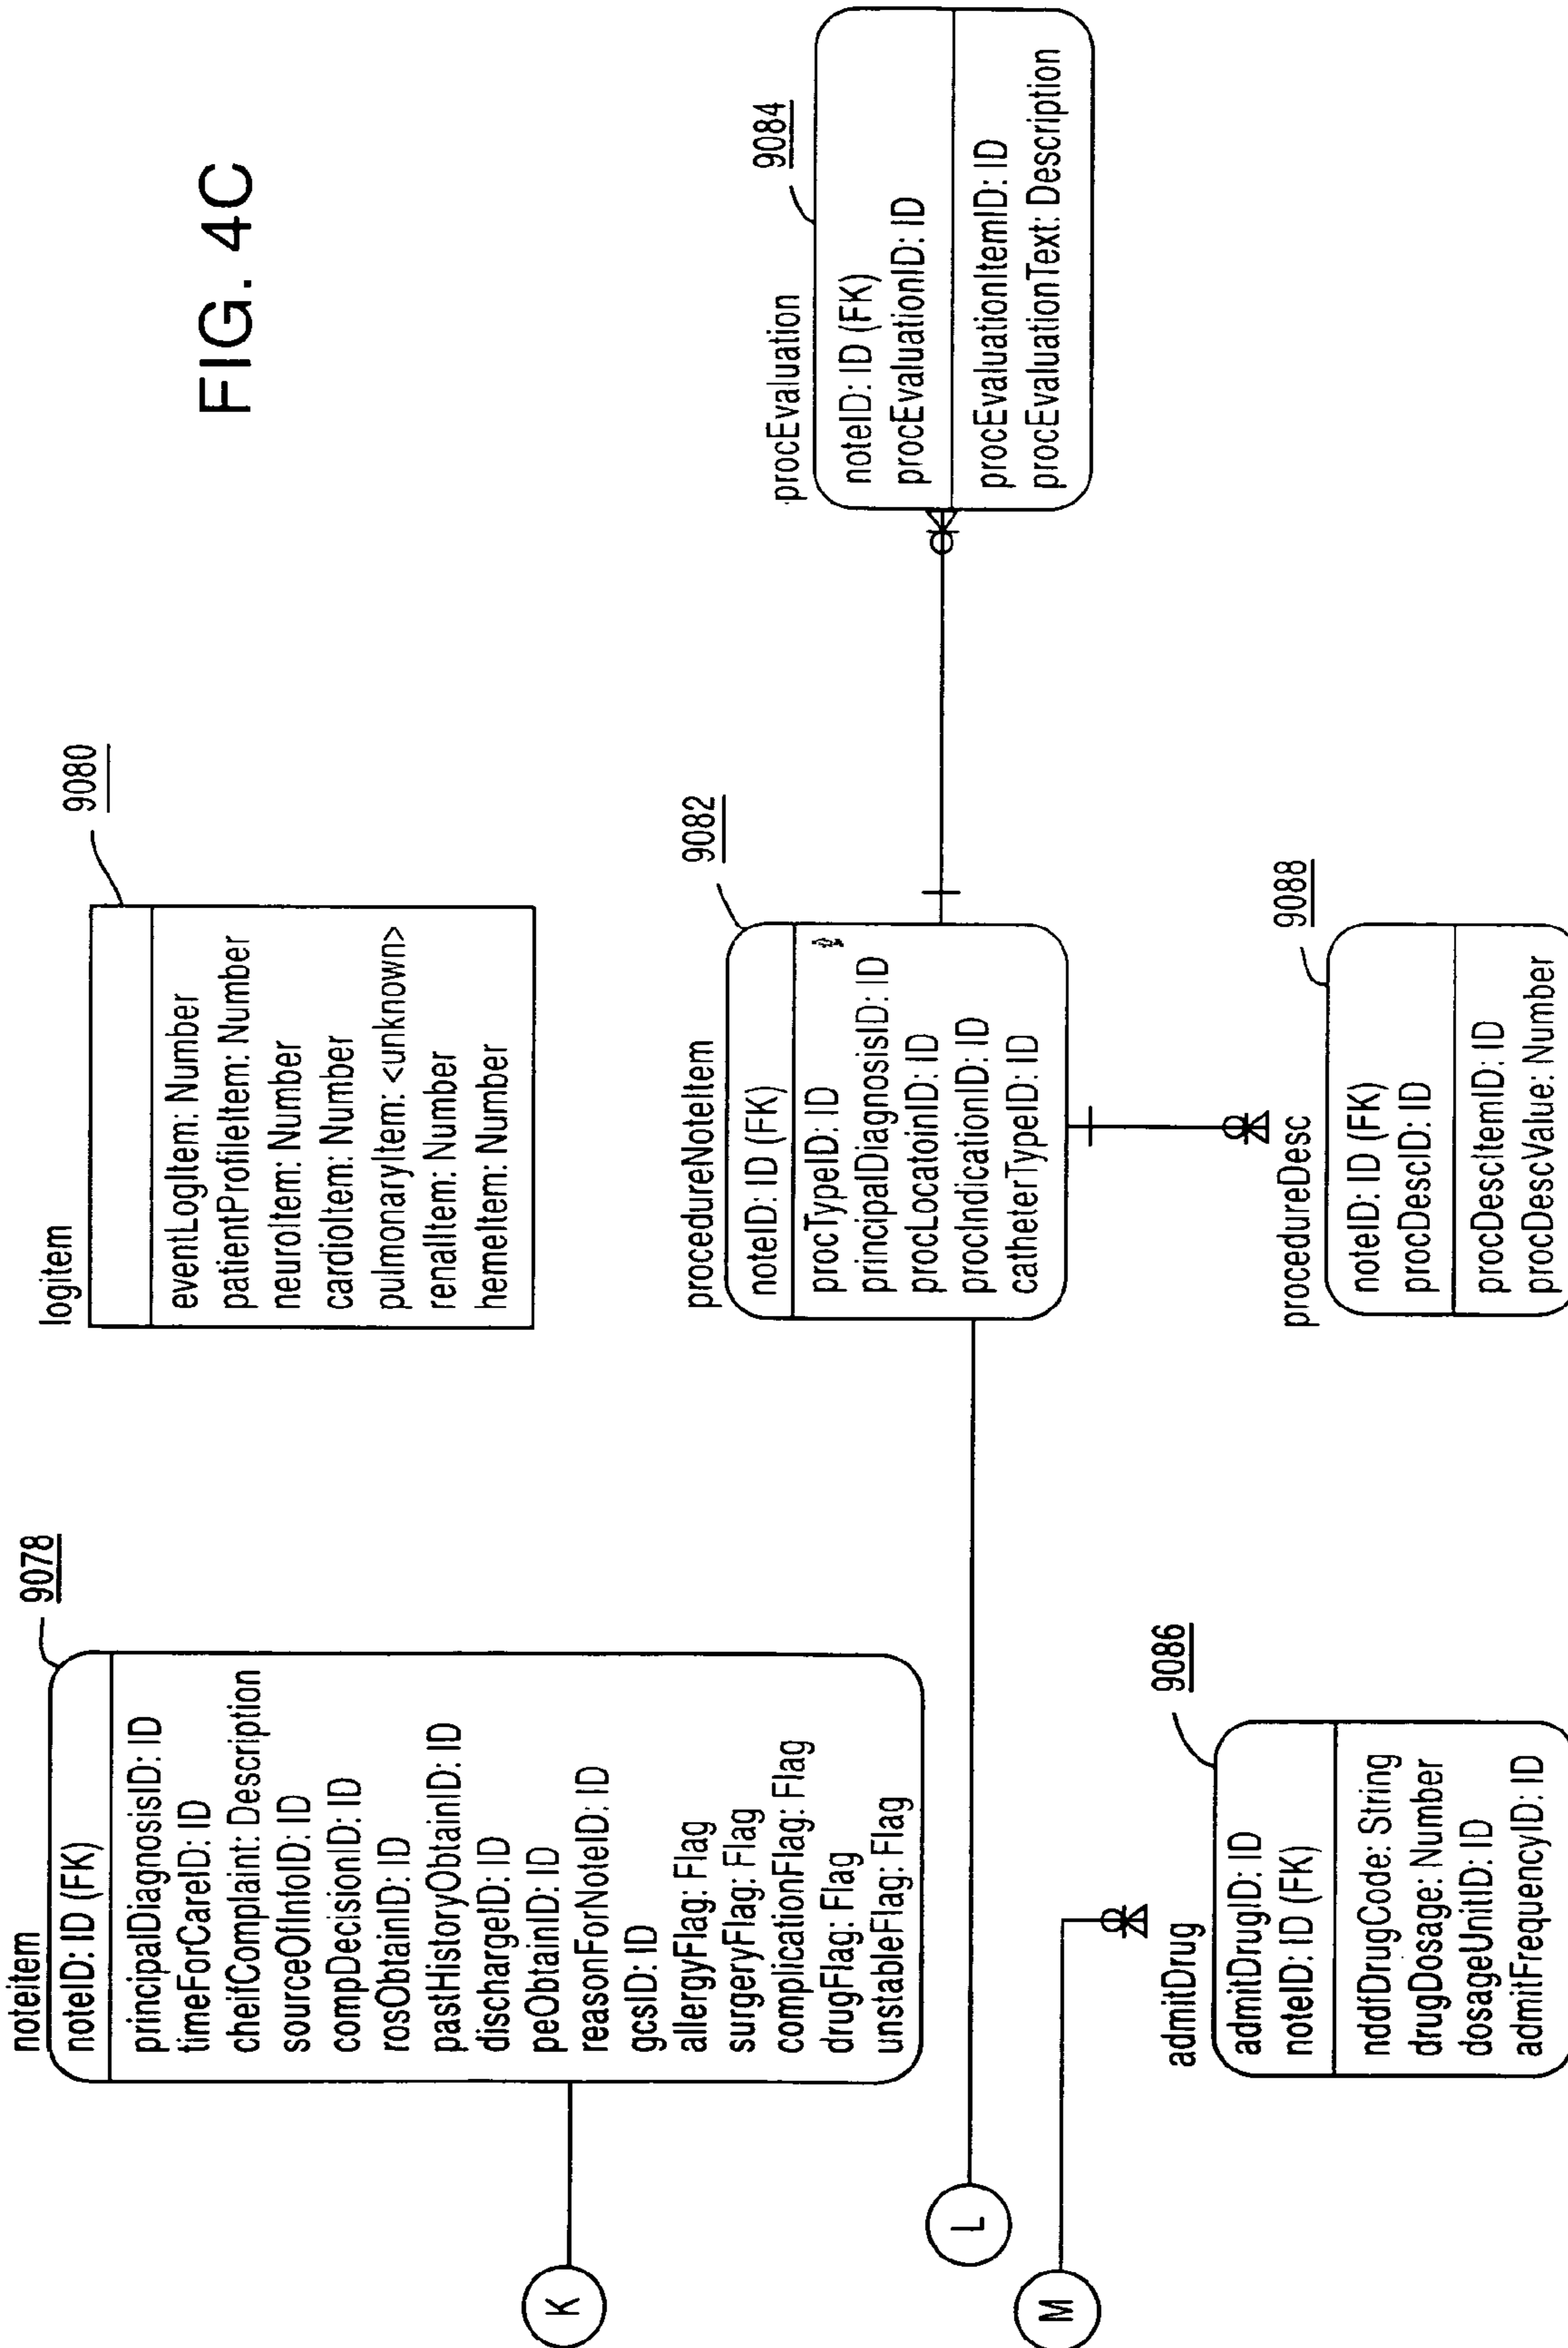 FIG. 4C
noteitem
9078
noteID: ID (FK)
principalDiagnosisID: ID
timeForCareID: ID
cheifComplaint: Description
sourceOfInfoID: ID
compDecisionID: ID
rosObtainID: ID
pastHistoryObtainID: ID
dischargeID: ID
peObtainID: ID
reasonForNoteID: ID
gcsID: ID
allergyFlag: Flag
surgeryFlag: Flag
complicationFlag: Flag
drugFlag: Flag
unstableFlag: Flag
logitem
9080
eventLogItem: Number
patientProfileItem: Number
neuroItem: Number
cardioItem: Number
pulmonaryItem: <unknown>
renalItem: Number
hemeItem: Number
K
procedureNoteItem
9082
noteID: ID (FK)
procTypeID: ID
principalDiagnosisID: ID
procLocatoinID: ID
procIndicationID: ID
catheterTypeID: ID
procEvaluation
9084
noteID: ID (FK)
procEvaluationID: ID
procEvaluationItemID: ID
procEvaluationText: Description
L
M
admitDrug
9086
admitDrugID: ID
noteID: ID (FK)
nddfDrugCode: String
drugDosage: Number
dosageUnitID: ID
admitFrequencyID: ID
procedureDesc
9088
noteID: ID (FK)
procDescID: ID
procDescItemID: ID
procDescValue: Number